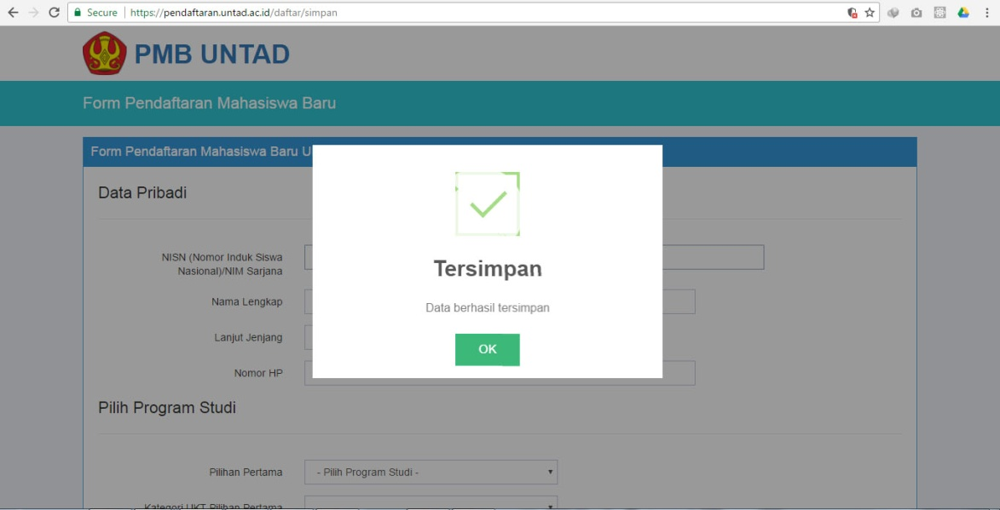 Secure | https://pendaftaran.untad.ac.id/daftar/simpan
PMB UNTAD
Form Pendaftaran Mahasiswa Baru
Form Pendaftaran Mahasiswa Baru U
Data Pribadi
NISN (Nomor Induk Siswa
Nasional)/NIM Sarjana
Nama Lengkap
Lanjut Jenjang
Nomor HP
Tersimpan
Data berhasil tersimpan
OK
Pilih Program Studi
Pilihan Pertama
- Pilih Program Studi -
Kategori UKT Pilihan Pertama